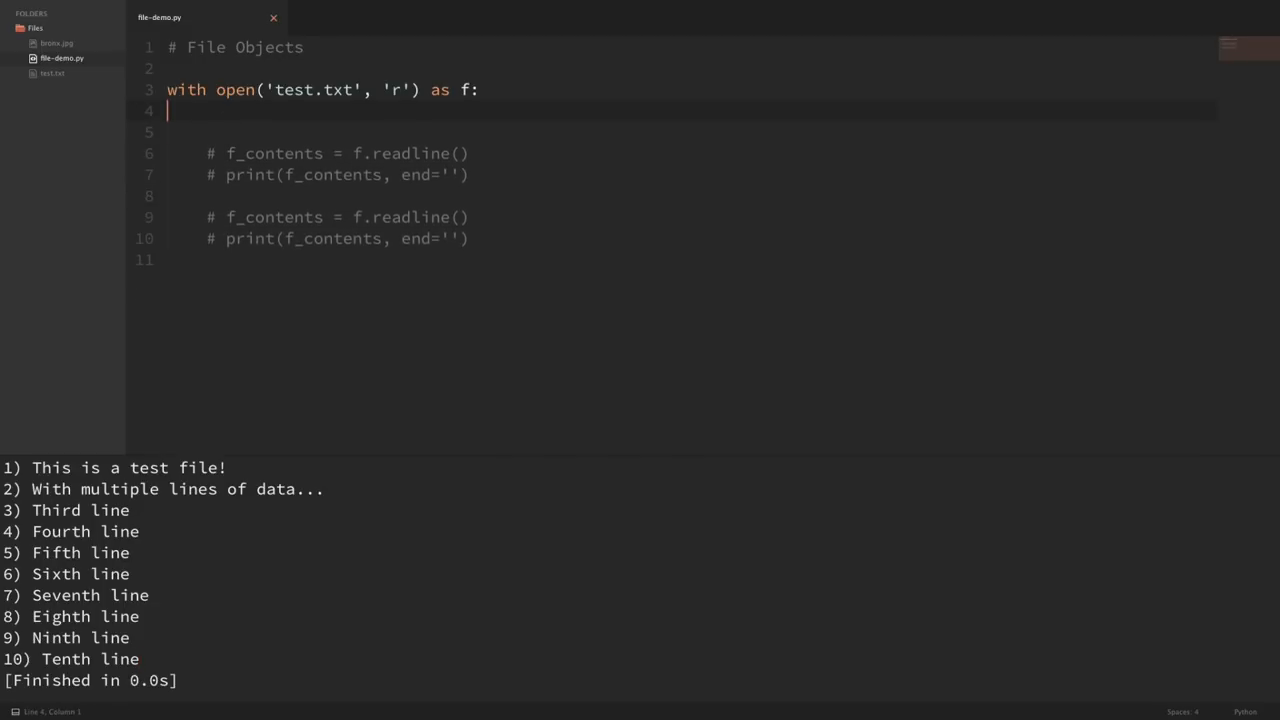 FOLDERS
Files
bronx.jpg
file-demo.py
test.txt
file-demo.py
1 # File Objects
2
3 with open('test.txt', 'r') as f:
4
5
6     # f_contents = f.readline()
7     # print(f_contents, end='')
8
9     # f_contents = f.readline()
10     # print(f_contents, end='')
11
1) This is a test file!
2) With multiple lines of data...
3) Third line
4) Fourth line
5) Fifth line
6) Sixth line
7) Seventh line
8) Eighth line
9) Ninth line
10) Tenth line
[Finished in 0.0s]
Line 4, Column 1
Spaces: 4
Python